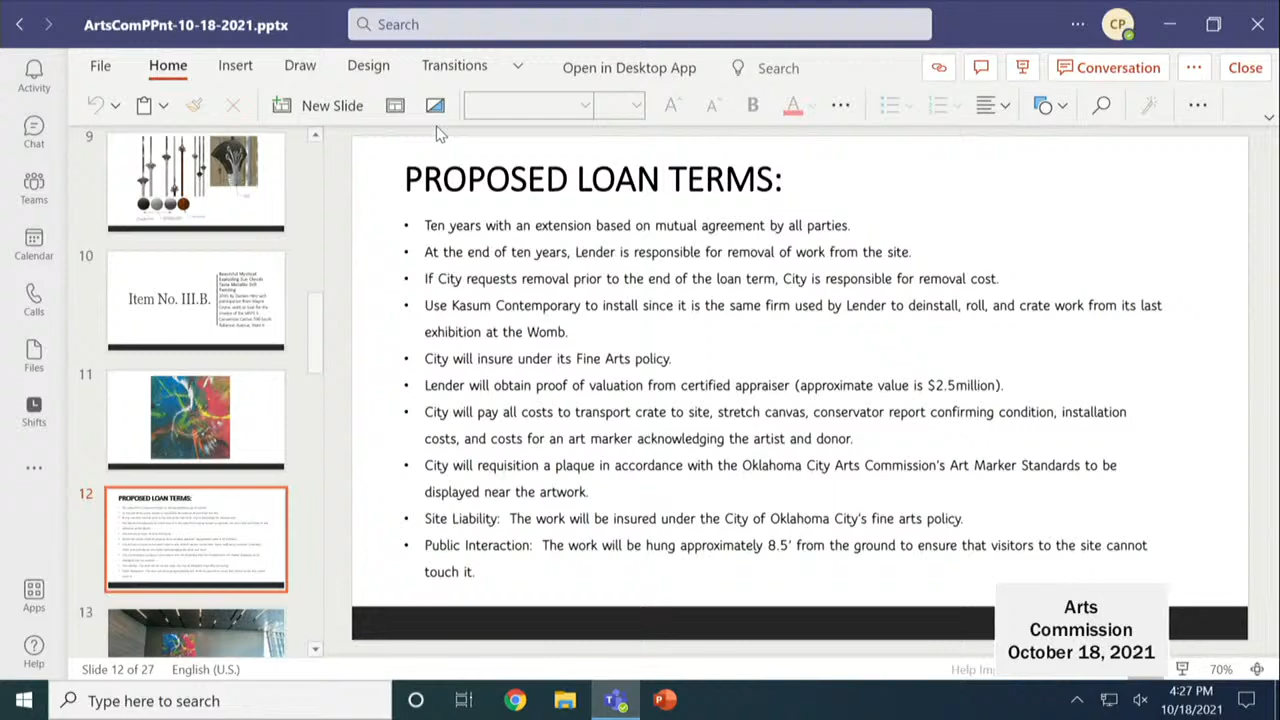 ArtsComPPnt-10-18-2021.pptx
Search
CP
File Home Insert Draw Design Transitions Open in Desktop App Search Conversation Close
New Slide
B A
Activity
Chat
Teams
Calendar
Calls
Files
Shifts
Apps
Help
9
10
Item No. III.B.
11
12
PROPOSED LOAN TERMS:
13
PROPOSED LOAN TERMS:
• Ten years with an extension based on mutual agreement by all parties.
• At the end of ten years, Lender is responsible for removal of work from the site.
• If City requests removal prior to the end of the loan term, City is responsible for removal cost.
• Use Kasum Contemporary to install since it is the same firm used by Lender to deinstall, roll, and crate work from its last
exhibition at the Womb.
• City will insure under its Fine Arts policy.
• Lender will obtain proof of valuation from certified appraiser (approximate value is $2.5million).
• City will pay all costs to transport crate to site, stretch canvas, conservator report confirming condition, installation
costs, and costs for an art marker acknowledging the artist and donor.
• City will requisition a plaque in accordance with the Oklahoma City Arts Commission's Art Marker Standards to be
displayed near the artwork.
• Site Liability: The work will be insured under the City of Oklahoma City's fine arts policy.
• Public Interaction: The work will be hung approximately 8.5' from the ground to ensure that visitors to the site cannot
touch it.
Arts
Commission
October 18, 2021
Slide 12 of 27 English (U.S.) Help 70%
Type here to search
4:27 PM
10/18/2021